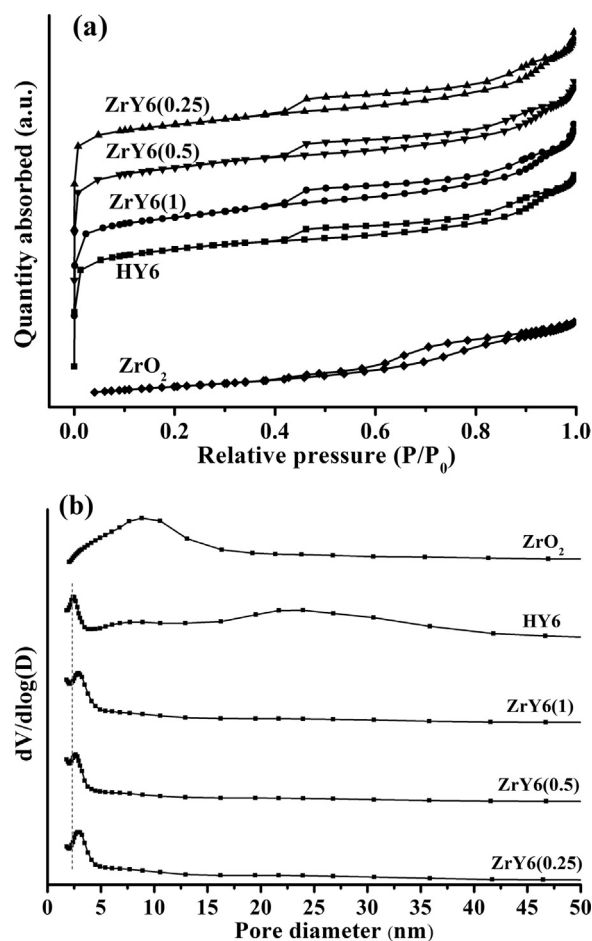 (a)
Quantity absorbed (a.u.)
ZrY6(0.25)
ZrY6(0.5)
ZrY6(1)
HY6
ZrO₂
0.0 0.2 0.4 0.6 0.8 1.0
Relative pressure (P/P₀)
(b)
dV/dlog(D)
ZrO₂
HY6
ZrY6(1)
ZrY6(0.5)
ZrY6(0.25)
0 5 10 15 20 25 30 35 40 45 50
Pore diameter (nm)